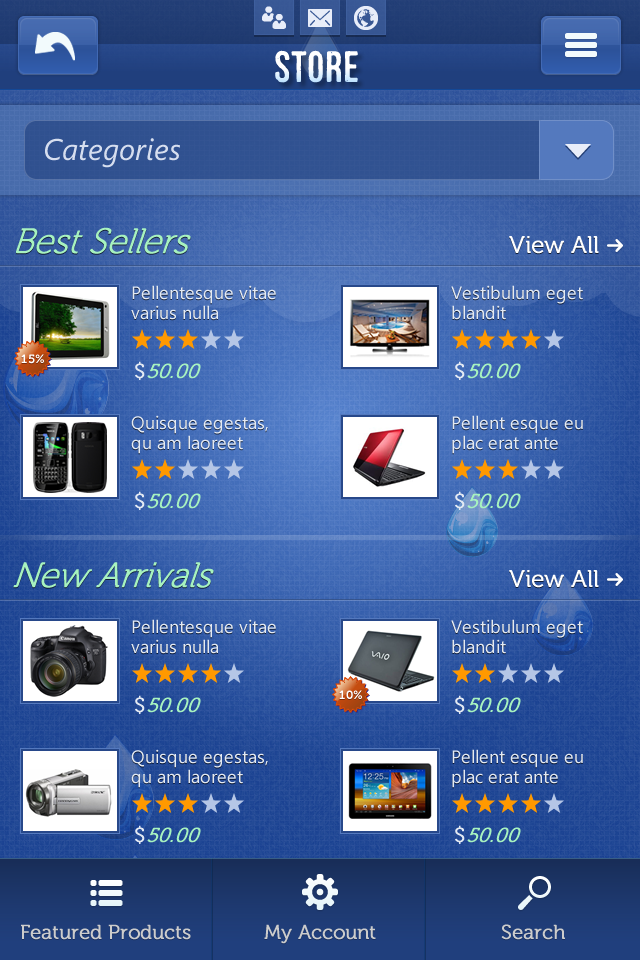 STORE
Categories
Best Sellers
View All
Pellentesque vitae
varius nulla
15%
$50.00
Vestibulum eget
blandit
$50.00
Quisque egestas,
qu am laoreet
$50.00
Pellent esque eu
plac erat ante
$50.00
New Arrivals
View All
Pellentesque vitae
varius nulla
$50.00
Vestibulum eget
blandit
VAIO
10%
$50.00
Quisque egestas,
qu am laoreet
$50.00
Pellent esque eu
plac erat ante
$50.00
Featured Products
My Account
Search